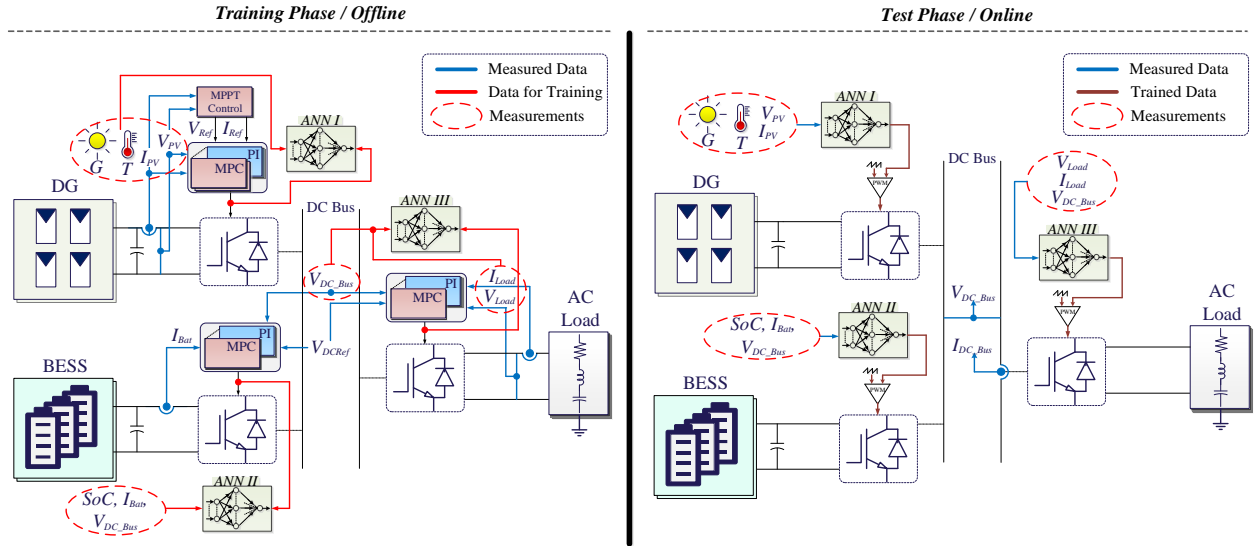 Training Phase / Offline
MPPT
Control
V_Ref
I_Ref
ANN I
Measured Data
Data for Training
Measurements
G
T
V_PV
I_PV
PI
MPC
DG
DC Bus
ANN III
V_DC_Bus
PI
MPC
I_Load
V_Load
AC
Load
I_Bat
PI
MPC
V_DCRef
BESS
SoC, I_Bat,
V_DC_Bus
ANN II
Test Phase / Online
ANN I
V_PV
I_PV
G
T
Measured Data
Trained Data
Measurements
PWM
DC Bus
DG
V_Load
I_Load
V_DC_Bus
ANN III
PWM
V_DC_Bus
I_DC_Bus
AC
Load
SoC, I_Bat,
V_DC_Bus
ANN II
PWM
BESS